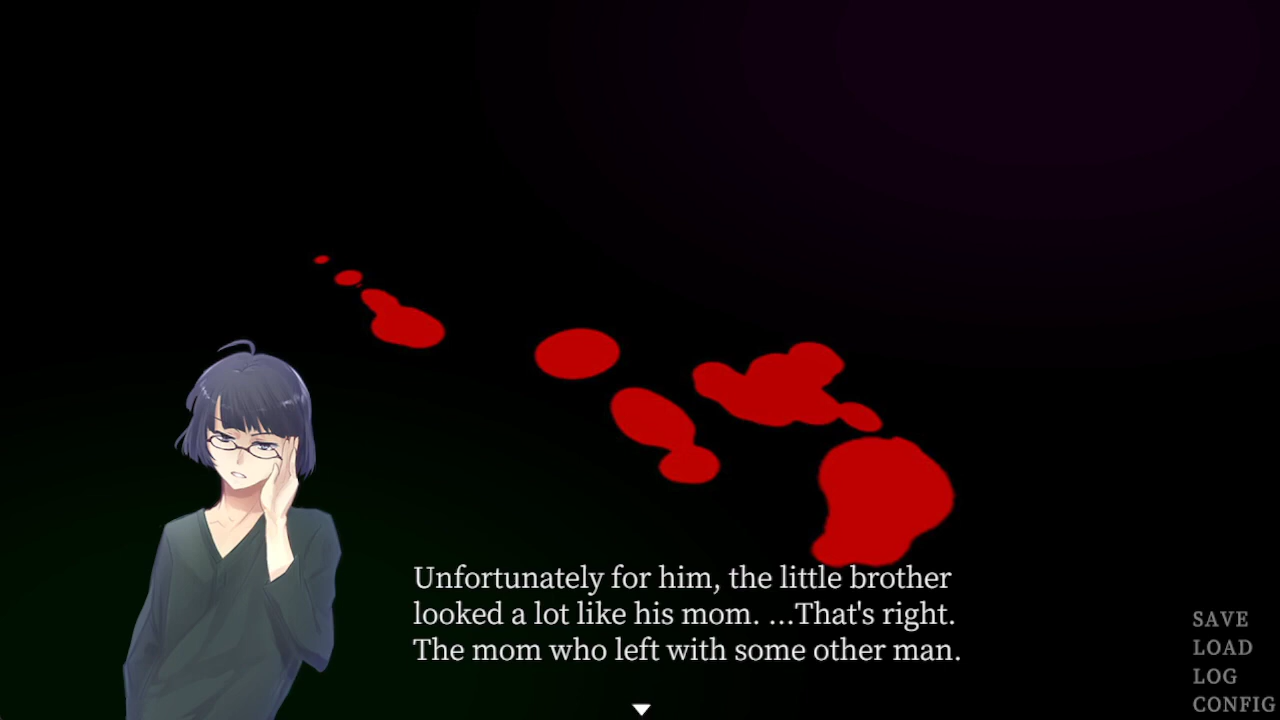 Unfortunately for him, the little brother
looked a lot like his mom. ...That's right.
The mom who left with some other man.
SAVE
LOAD
LOG
CONFIG